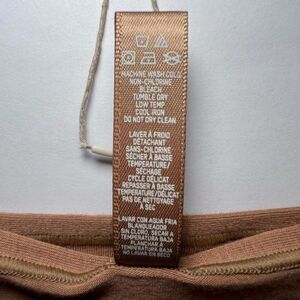 MACHINE WASH COLD
NON-CHLORINE
BLEACH
TUMBLE DRY
LOW TEMP
COOL IRON
DO NOT DRY CLEAN
LAVER À FROID
DÉTACHANT
SANS-CHLORINE
SÉCHER À BASSE
TEMPÉRATURE/
SÉCHAGE
CYCLE DÉLICAT
REPASSER À BASSE
TEMPÉRATURE/DÉLICAT
PAS DE NETTOYAGE
À SEC
LAVAR CON AGUA FRIA
BLANQUEADOR
SIN CLORO, SECAR A
TEMPERATURA BAJA
PLANCHAR A
TEMPERATURA BAJA
NO LAVAR EN SECO